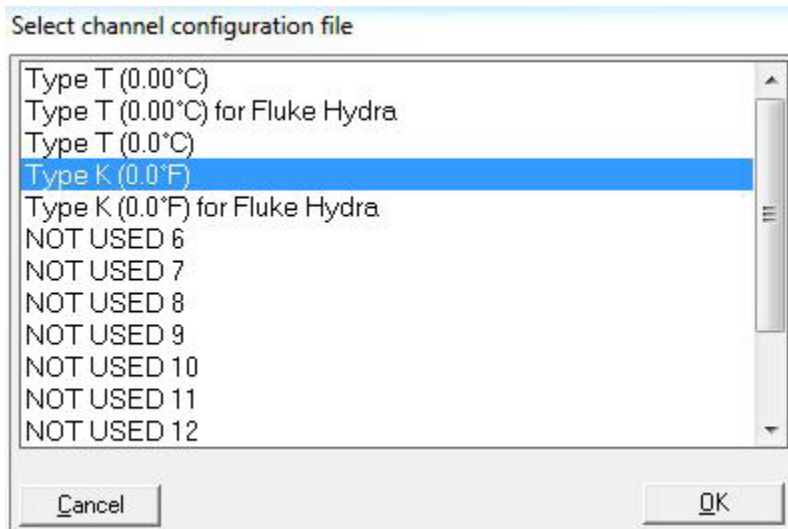 Select channel configuration file
Type T (0.00°C)
Type T (0.00°C) for Fluke Hydra
Type T (0.0°C)
Type K (0.0°F)
Type K (0.0°F) for Fluke Hydra
NOT USED 6
NOT USED 7
NOT USED 8
NOT USED 9
NOT USED 10
NOT USED 11
NOT USED 12
Cancel
OK